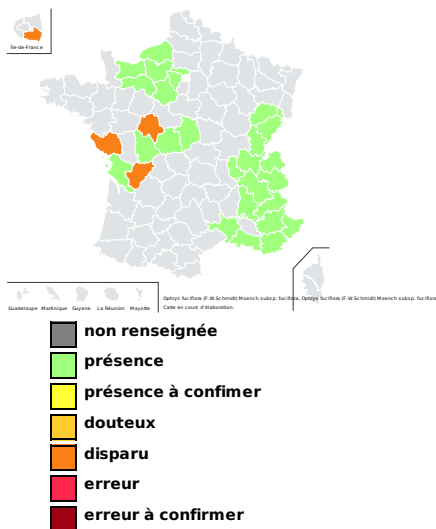 Île-de-France
Guadeloupe Martinique Guyane La Réunion Mayotte
Ophrys fuciflora (F.W.Schmidt) Moench subsp. fuciflora, Ophrys fuciflora (F.W.Schmidt) Moench subsp. fuciflora
Carte en cours d'élaboration.
non renseignée
présence
présence à confimer
douteux
disparu
erreur
erreur à confirmer